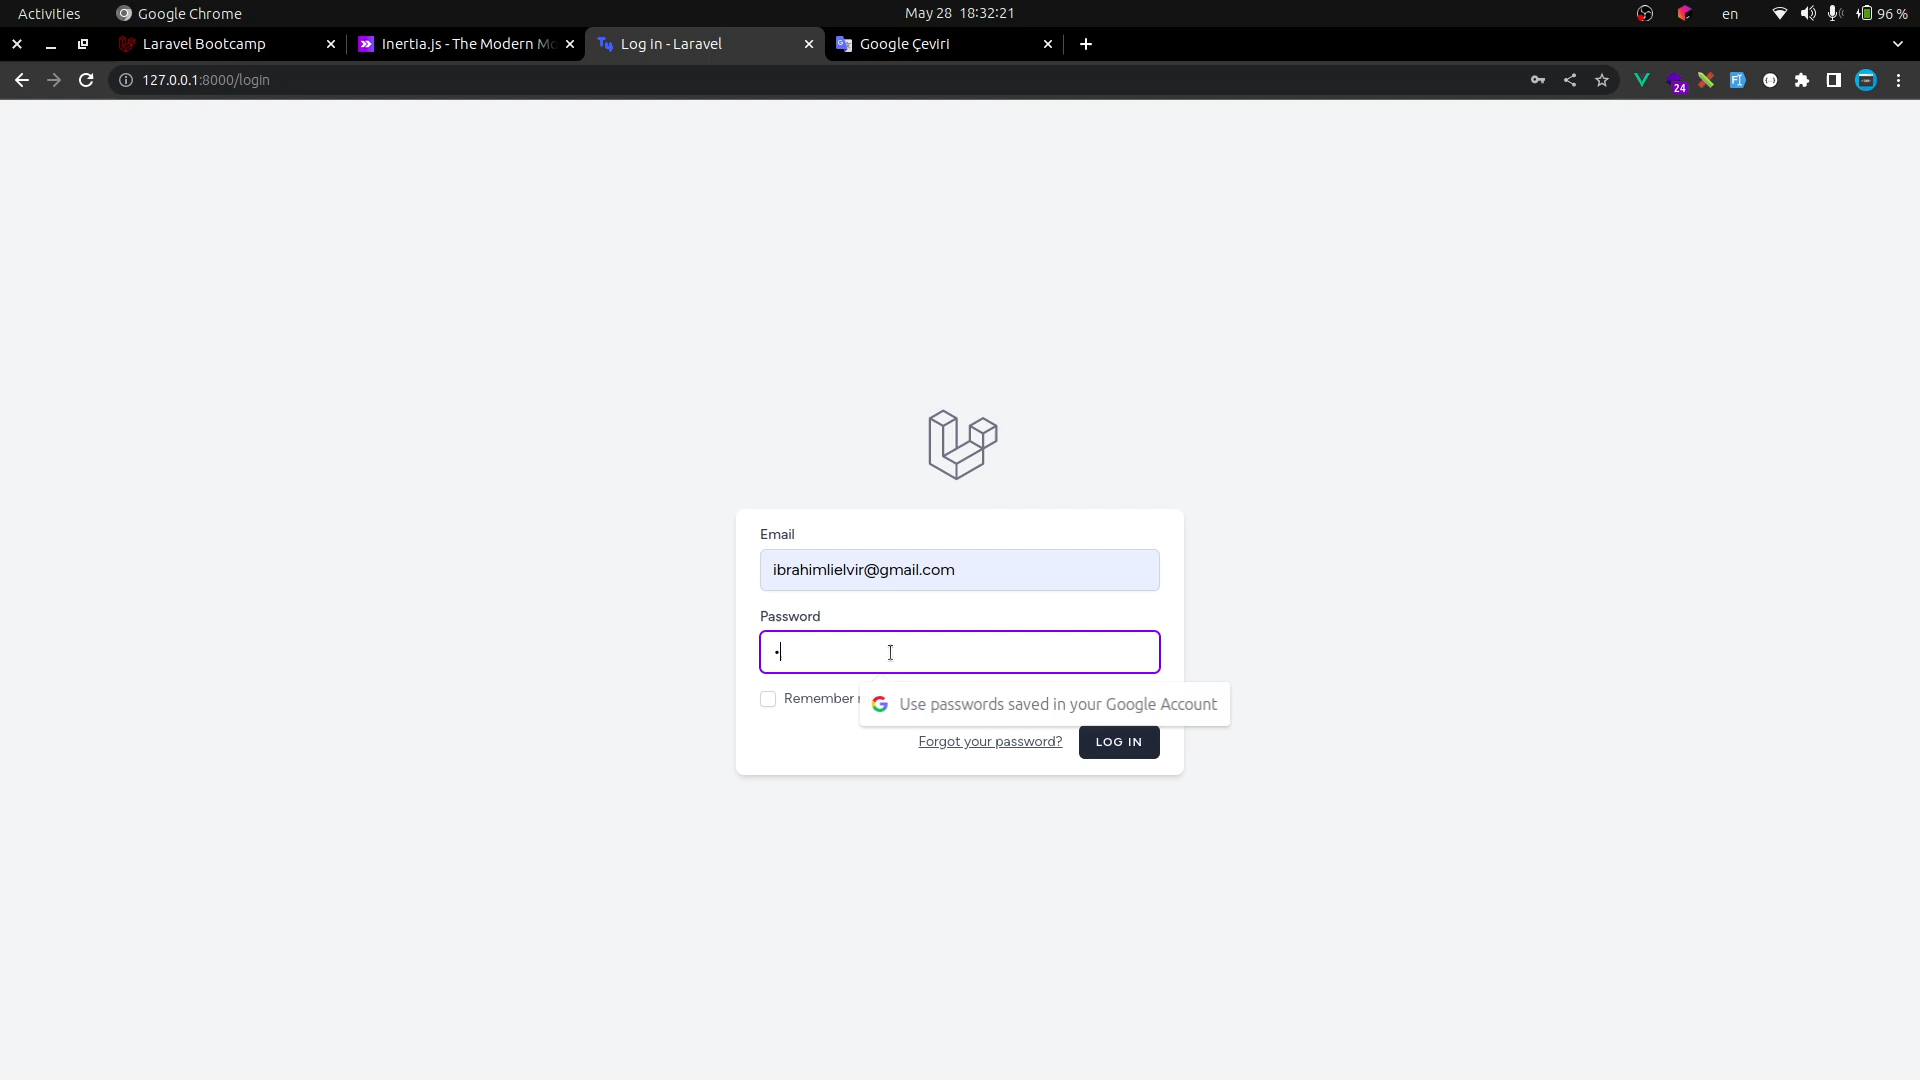 Activities Google Chrome May 28 18:32:21 en 96 %
Laravel Bootcamp Inertia.js - The Modern Mo Log In - Laravel Google Çeviri
127.0.0.1:8000/login 24
Email
ibrahimlielvir@gmail.com
Password
Remember
Use passwords saved in your Google Account
Forgot your password? LOG IN